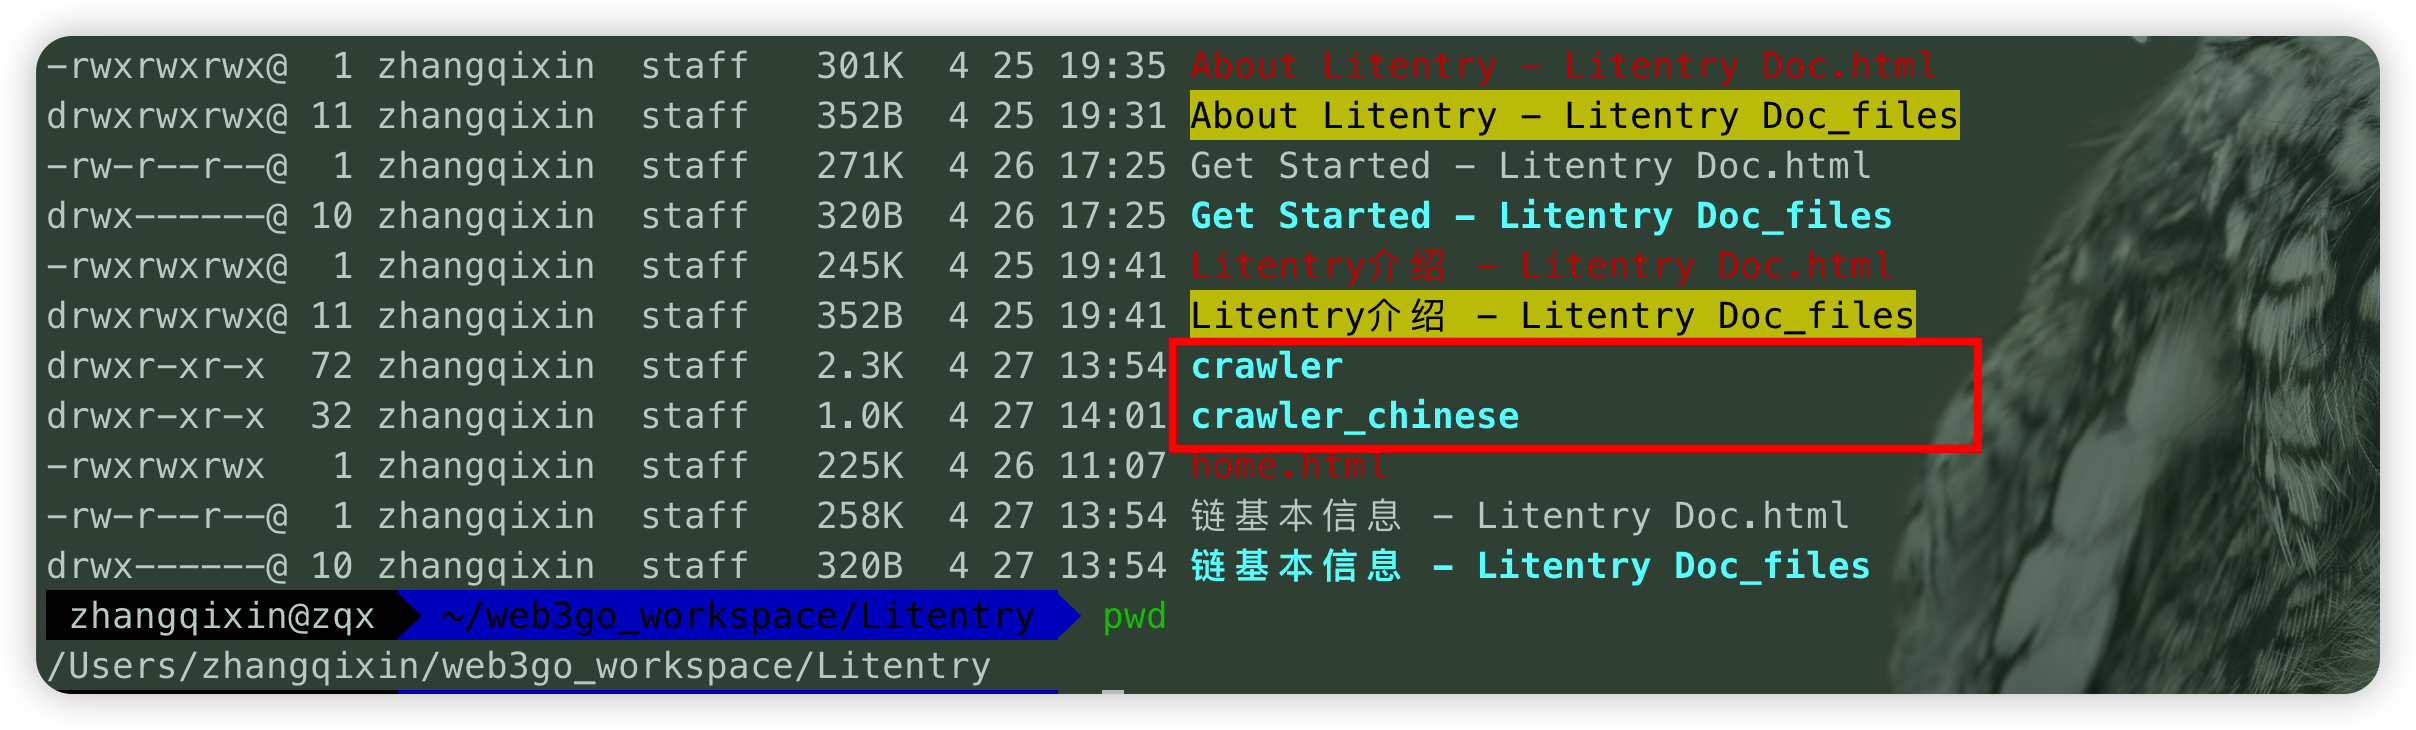 -rwxrwxrwx@  1 zhangqixin  staff   301K  4 25 19:35 About Litentry - Litentry Doc.html
drwxrwxrwx@ 11 zhangqixin  staff   352B  4 25 19:31 About Litentry - Litentry Doc_files
-rw-r--r--@  1 zhangqixin  staff   271K  4 26 17:25 Get Started - Litentry Doc.html
drwx------@ 10 zhangqixin  staff   320B  4 26 17:25 Get Started - Litentry Doc_files
-rwxrwxrwx@  1 zhangqixin  staff   245K  4 25 19:41 Litentry介绍 - Litentry Doc.html
drwxrwxrwx@ 11 zhangqixin  staff   352B  4 25 19:41 Litentry介绍 - Litentry Doc_files
drwxr-xr-x  72 zhangqixin  staff   2.3K  4 27 13:54 crawler
drwxr-xr-x  32 zhangqixin  staff   1.0K  4 27 14:01 crawler_chinese
-rwxrwxrwx   1 zhangqixin  staff   225K  4 26 11:07 home.html
-rw-r--r--@  1 zhangqixin  staff   258K  4 27 13:54 链基本信息 - Litentry Doc.html
drwx------@ 10 zhangqixin  staff   320B  4 27 13:54 链基本信息 - Litentry Doc_files
zhangqixin@zqx ~/web3go_workspace/Litentry pwd
/Users/zhangqixin/web3go_workspace/Litentry